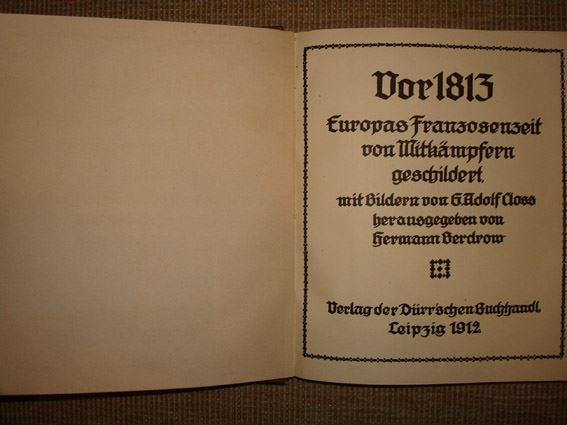 Vor 1813
Europas Franzosenzeit
von Mitkämpfern
geschildert.
mit Bildern von G. Adolf Closs
herausgegeben von
Hermann Berdrow
Verlag der Dürr'schen Buchhandl.
Leipzig 1912.